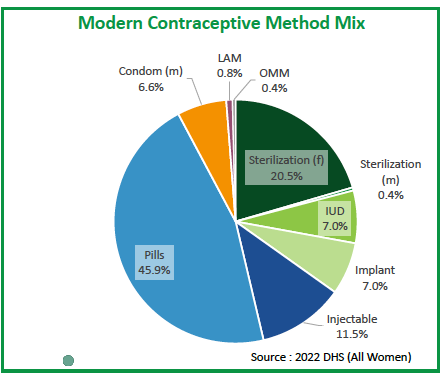 Modern Contraceptive Method Mix
LAM
0.8%
OMM
0.4%
Condom (m)
6.6%
Sterilization (f)
20.5%
Sterilization
(m)
0.4%
IUD
7.0%
Implant
7.0%
Injectable
11.5%
Pills
45.9%
Source : 2022 DHS (All Women)